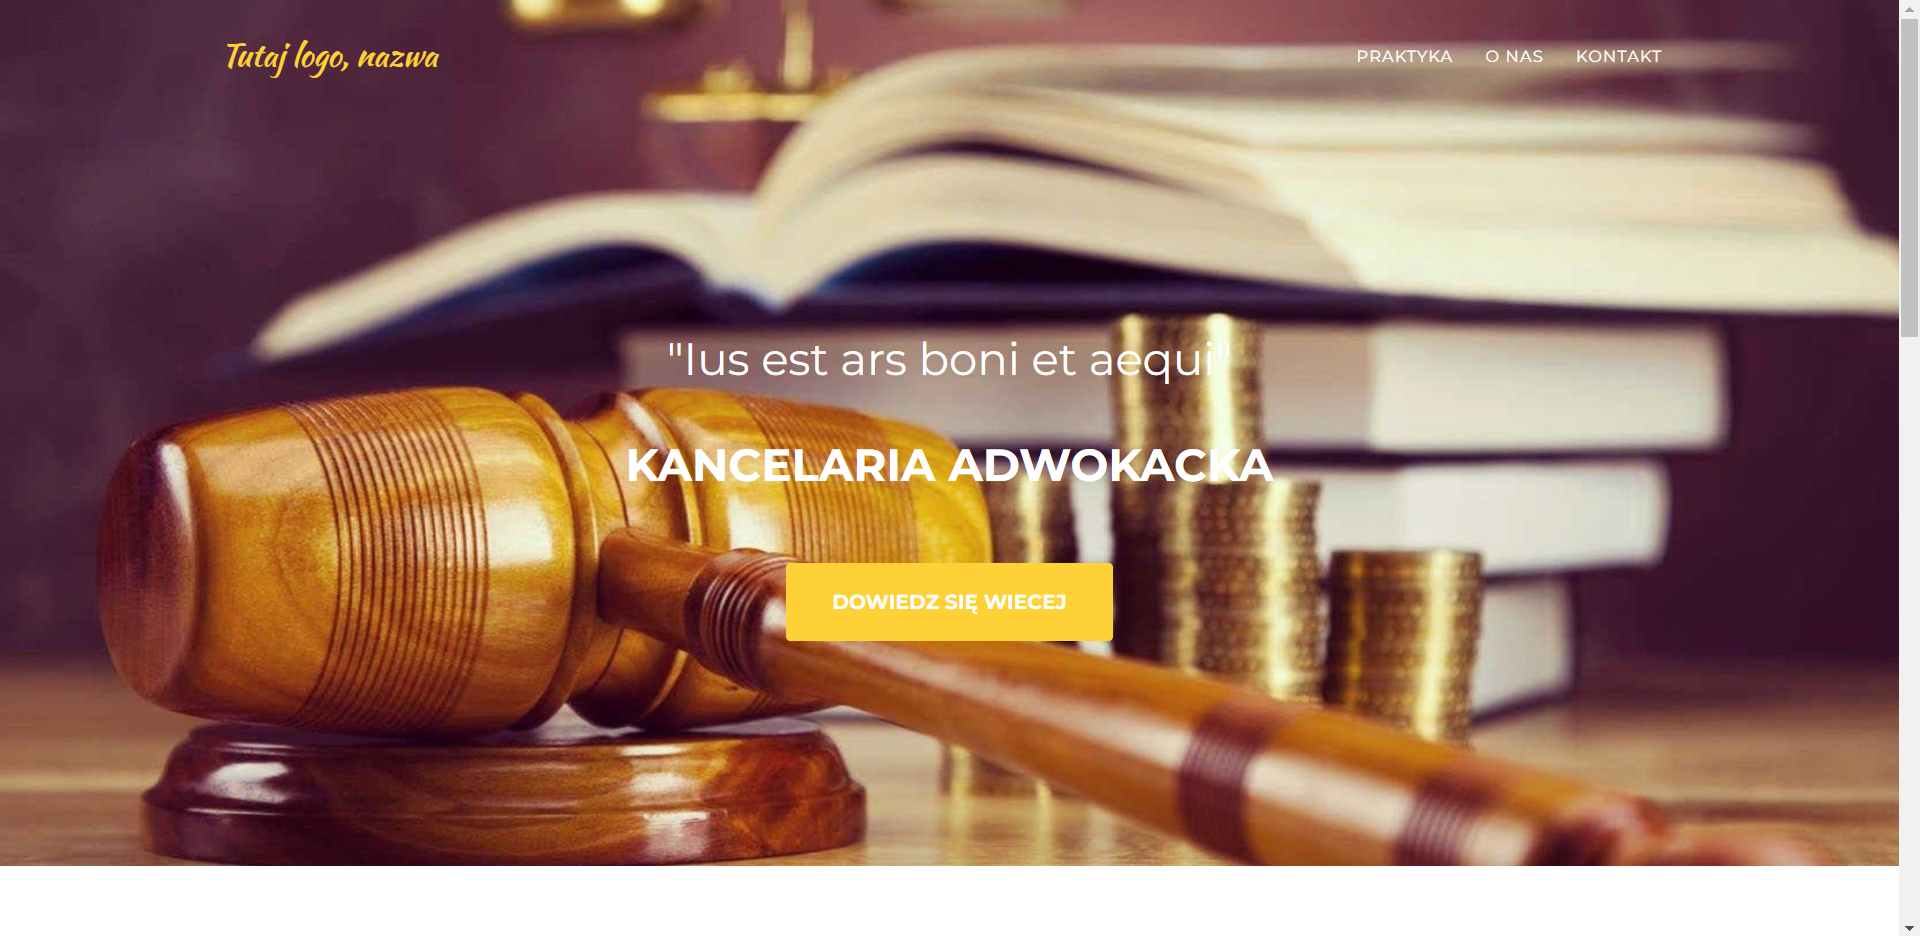 Tutaj logo, nazwa
PRAKTYKA O NAS KONTAKT
"Ius est ars boni et aequi"
KANCELARIA ADWOKACKA
DOWIEDZ SIĘ WIECEJ